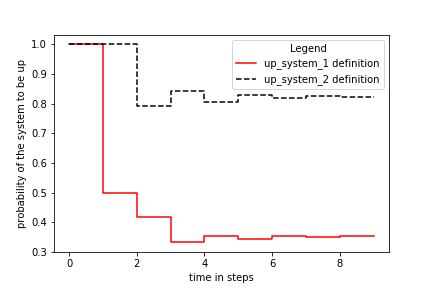 Legend
up_system_1 definition
up_system_2 definition
probability of the system to be up
1.0
0.9
0.8
0.7
0.6
0.5
0.4
0.3
0 2 4 6 8
time in steps